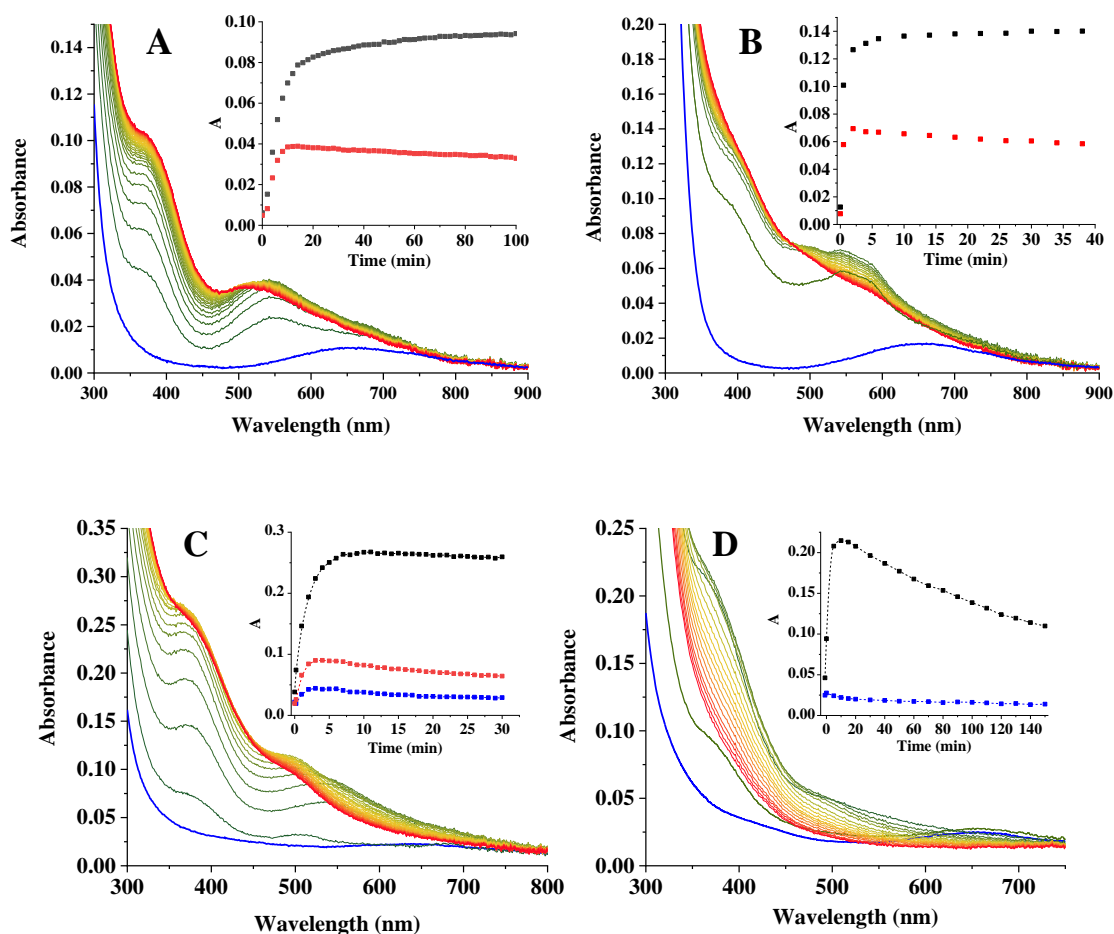 A
Absorbance
0.14
0.12
0.10
0.08
0.06
0.04
0.02
0.00
300 400 500 600 700 800 900
Wavelength (nm)
A
0.10
0.08
0.06
0.04
0.02
0.00
0 20 40 60 80 100
Time (min)
B
Absorbance
0.20
0.18
0.16
0.14
0.12
0.10
0.08
0.06
0.04
0.02
0.00
300 400 500 600 700 800 900
Wavelength (nm)
A
0.14
0.12
0.10
0.08
0.06
0.04
0.02
0.00
0 5 10 15 20 25 30 35 40
Time (min)
C
Absorbance
0.35
0.30
0.25
0.20
0.15
0.10
0.05
0.00
300 400 500 600 700 800
Wavelength (nm)
A
0.3
0.2
0.1
0.0
0 5 10 15 20 25 30
Time (min)
D
Absorbance
0.25
0.20
0.15
0.10
0.05
0.00
300 400 500 600 700
Wavelength (nm)
A
0.20
0.15
0.10
0.05
0.00
0 20 40 60 80 100 120 140
Time (min)